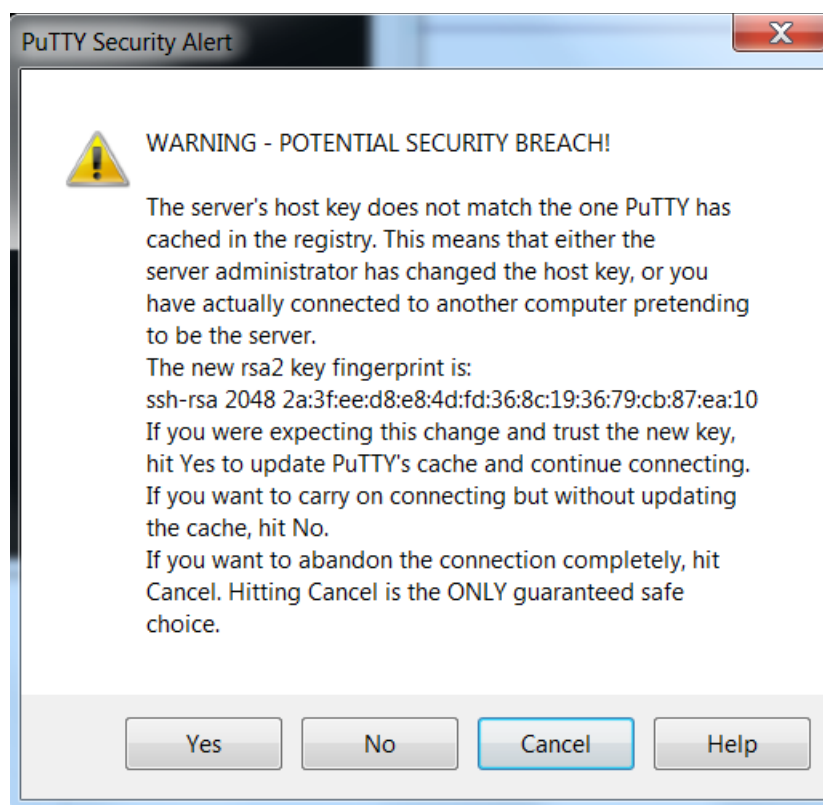 PuTTY Security Alert
WARNING - POTENTIAL SECURITY BREACH!
The server's host key does not match the one PuTTY has
cached in the registry. This means that either the
server administrator has changed the host key, or you
have actually connected to another computer pretending
to be the server.
The new rsa2 key fingerprint is:
ssh-rsa 2048 2a:3f:ee:d8:e8:4d:fd:36:8c:19:36:79:cb:87:ea:10
If you were expecting this change and trust the new key,
hit Yes to update PuTTY's cache and continue connecting.
If you want to carry on connecting but without updating
the cache, hit No.
If you want to abandon the connection completely, hit
Cancel. Hitting Cancel is the ONLY guaranteed safe
choice.
Yes No Cancel Help